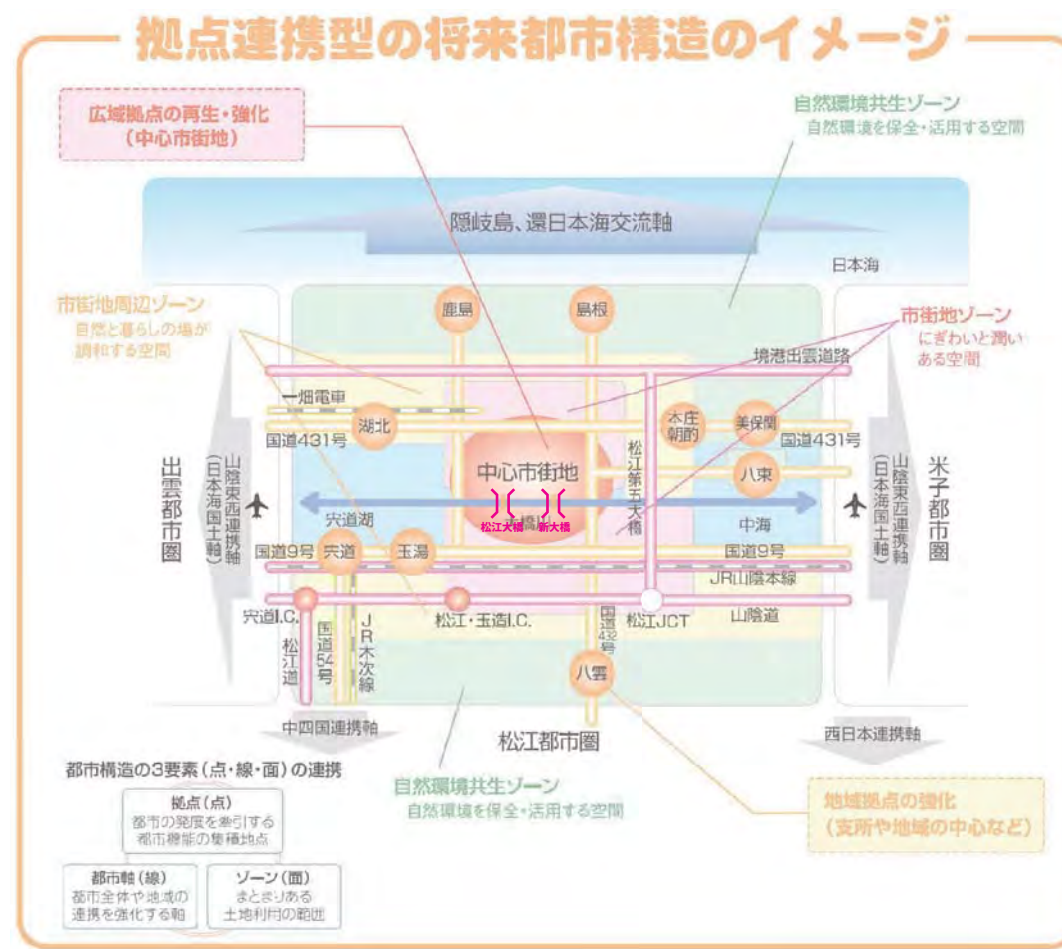 拠点連携型の将来都市構造のイメージ
広域拠点の再生・強化
(中心市街地)
自然環境共生ゾーン
自然環境を保全・活用する空間
隠岐島、還日本海交流軸
日本海
市街地周辺ゾーン
自然と暮らしの場が
調和する空間
鹿島
島根
市街地ゾーン
にぎわいと潤い
ある空間
境港出雲道路
一畑電車
湖北
国道431号
本庄
朝酌
美保関
国道431号
出雲都市圏
山陰東西連携軸
(日本海国土軸)
中心市街地
松江第五大橋
八束
山陰東西連携軸
(日本海国土軸)
米子都市圏
宍道湖
松江大橋
新大橋
中海
国道9号
宍道
玉湯
国道9号
JR山陰本線
宍道I.C.
松江・玉造I.C.
松江JCT
山陰道
松江道
国道54号
JR木次線
国道432号
八雲
中四国連携軸
松江都市圏
西日本連携軸
都市構造の3要素(点・線・面)の連携
拠点(点)
都市の発度を牽引する
都市機能の集積地点
都市軸(線)
都市全体や地域の
連携を強化する軸
ゾーン(面)
まとまりある
土地利用の範囲
自然環境共生ゾーン
自然環境を保全・活用する空間
地域拠点の強化
(支所や地域の中心など)